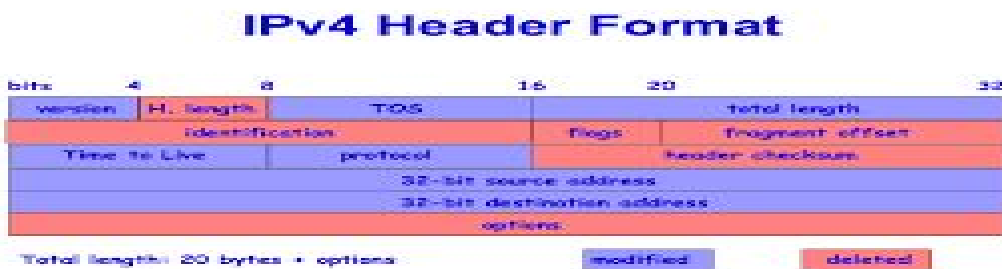 IPv4 Header Format
bits 4 8 16 20 32
version H. length TOS total length
identification flags fragment offset
Time to Live protocol header checksum
32-bit source address
32-bit destination address
options
Total length: 20 bytes + options modified deleted